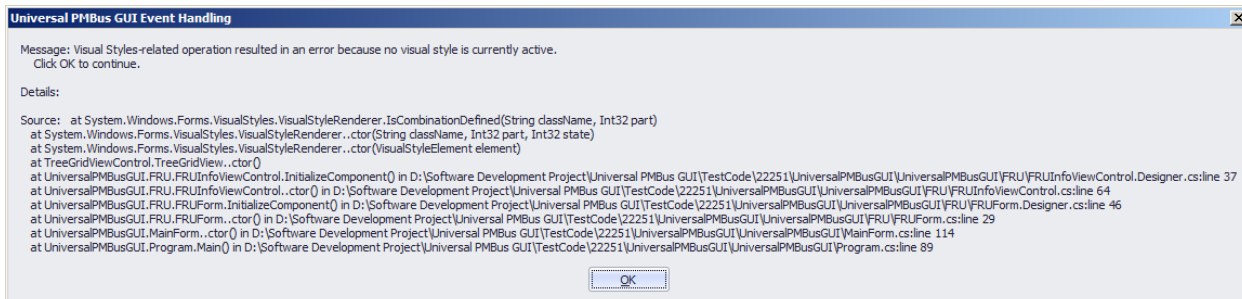 Universal PMBus GUI Event Handling
Message: Visual Styles-related operation resulted in an error because no visual style is currently active.
Click OK to continue.
Details:
Source: at System.Windows.Forms.VisualStyles.VisualStyleRenderer.IsCombinationDefined(String className, Int32 part)
at System.Windows.Forms.VisualStyles.VisualStyleRenderer..ctor(String className, Int32 part, Int32 state)
at System.Windows.Forms.VisualStyles.VisualStyleRenderer..ctor(VisualStyleElement element)
at TreeGridViewControl.TreeGridView..ctor()
at UniversalPMBusGUI.FRU.FRUInfoViewControl.InitializeComponent() in D:\Software Development Project\Universal PMBus GUI\TestCode\22251\UniversalPMBusGUI\UniversalPMBusGUI\FRU\FRUInfoViewControl.Designer.cs:line 37
at UniversalPMBusGUI.FRU.FRUInfoViewControl..ctor() in D:\Software Development Project\Universal PMBus GUI\TestCode\22251\UniversalPMBusGUI\UniversalPMBusGUI\FRU\FRUInfoViewControl.cs:line 64
at UniversalPMBusGUI.FRU.FRUForm.InitializeComponent() in D:\Software Development Project\Universal PMBus GUI\TestCode\22251\UniversalPMBusGUI\UniversalPMBusGUI\FRU\FRUForm.Designer.cs:line 46
at UniversalPMBusGUI.FRU.FRUForm..ctor() in D:\Software Development Project\Universal PMBus GUI\TestCode\22251\UniversalPMBusGUI\UniversalPMBusGUI\FRU\FRUForm.cs:line 29
at UniversalPMBusGUI.MainForm..ctor() in D:\Software Development Project\Universal PMBus GUI\TestCode\22251\UniversalPMBusGUI\UniversalPMBusGUI\MainForm.cs:line 114
at UniversalPMBusGUI.Program.Main() in D:\Software Development Project\Universal PMBus GUI\TestCode\22251\UniversalPMBusGUI\UniversalPMBusGUI\Program.cs:line 89
OK